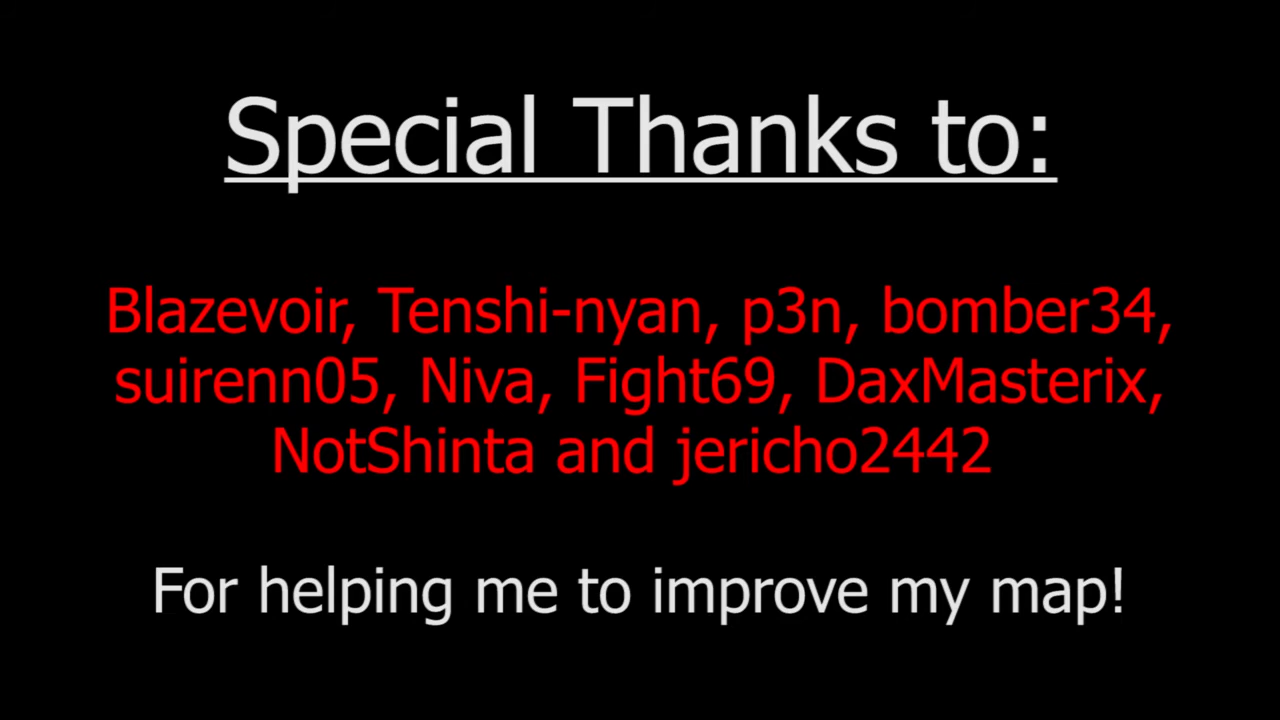 Special Thanks to:
Blazevoir, Tenshi-nyan, p3n, bomber34,
suirenn05, Niva, Fight69, DaxMasterix,
NotShinta and jericho2442
For helping me to improve my map!